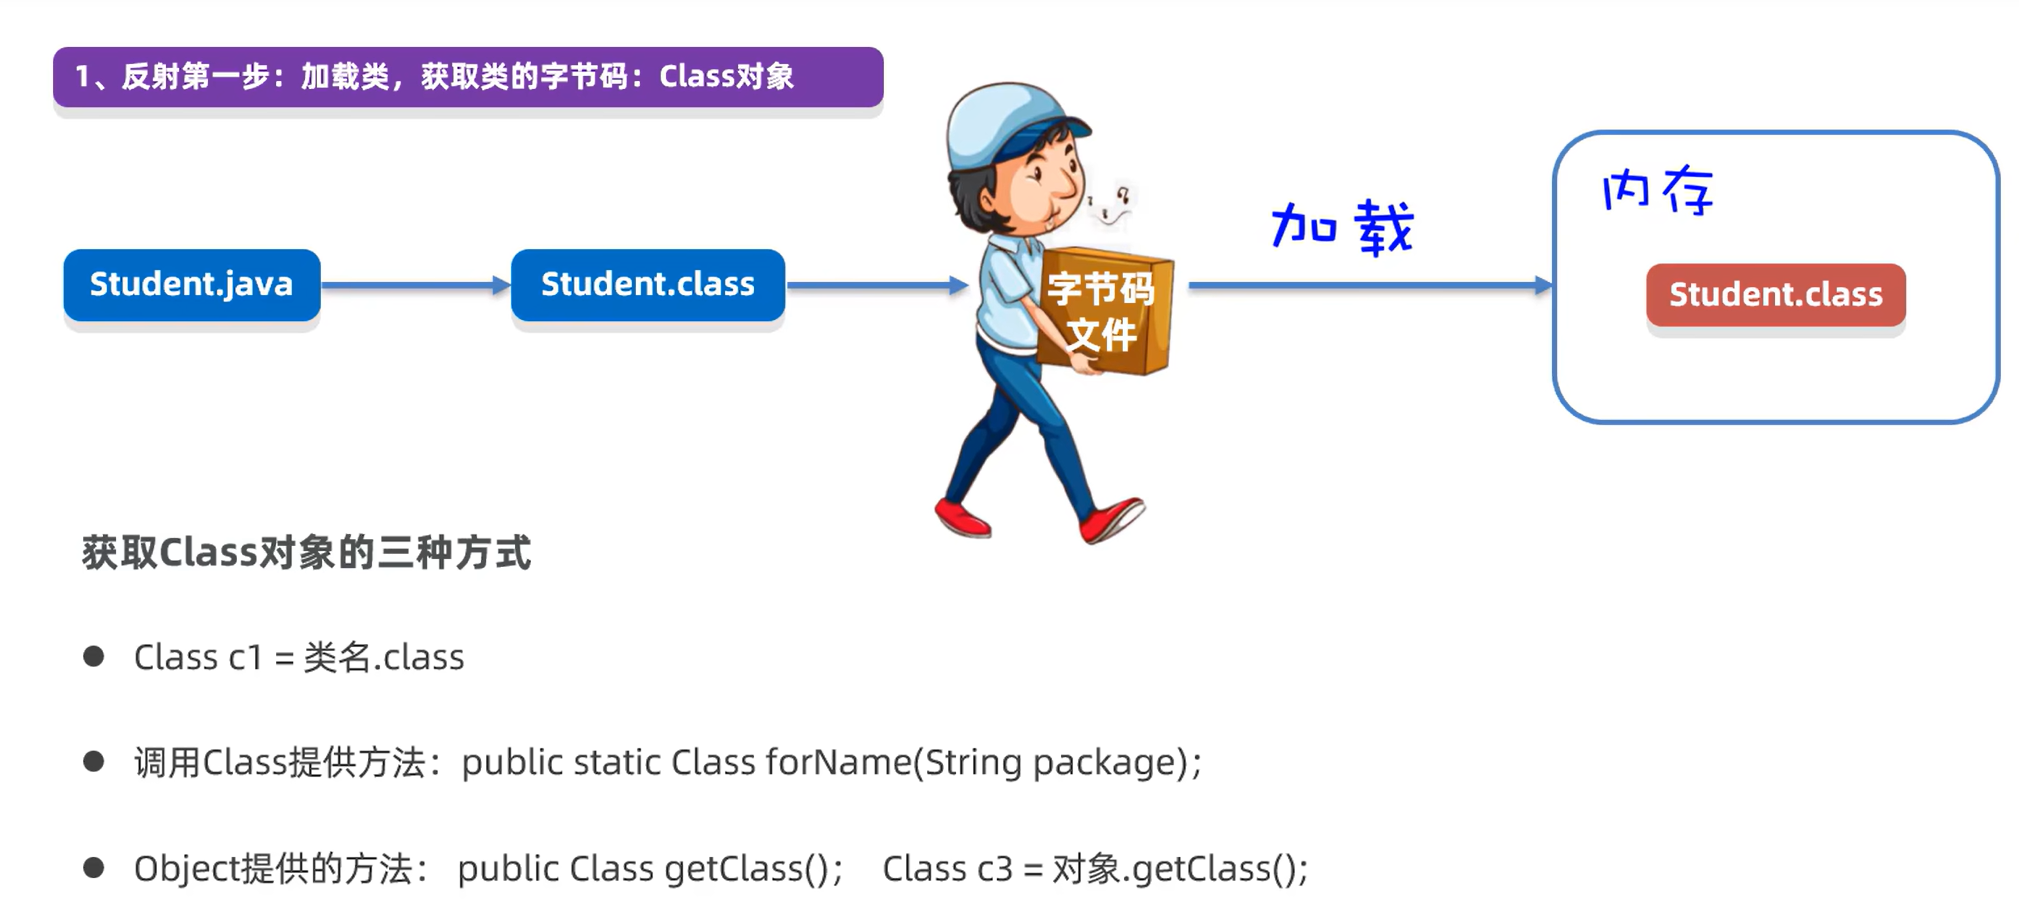 1、反射第一步：加载类，获取类的字节码：Class对象
Student.java
Student.class
字节码
文件
加载
内存
Student.class
获取Class对象的三种方式
● Class c1 = 类名.class
● 调用Class提供方法：public static Class forName(String package);
● Object提供的方法： public Class getClass(); Class c3 = 对象.getClass();